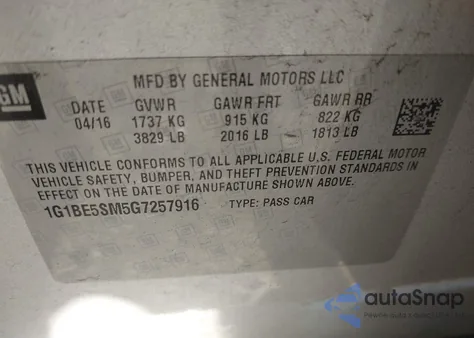 GM
MFD BY GENERAL MOTORS LLC
DATE GVWR GAWR FRT GAWR RR
04/16 1737 KG 915 KG 822 KG
3829 LB 2016 LB 1813 LB
THIS VEHICLE CONFORMS TO ALL APPLICABLE U.S. FEDERAL MOTOR
VEHICLE SAFETY, BUMPER, AND THEFT PREVENTION STANDARDS IN
EFFECT ON THE DATE OF MANUFACTURE SHOWN ABOVE.
1G1BE5SM5G7257916 TYPE: PASS CAR
autoSnap